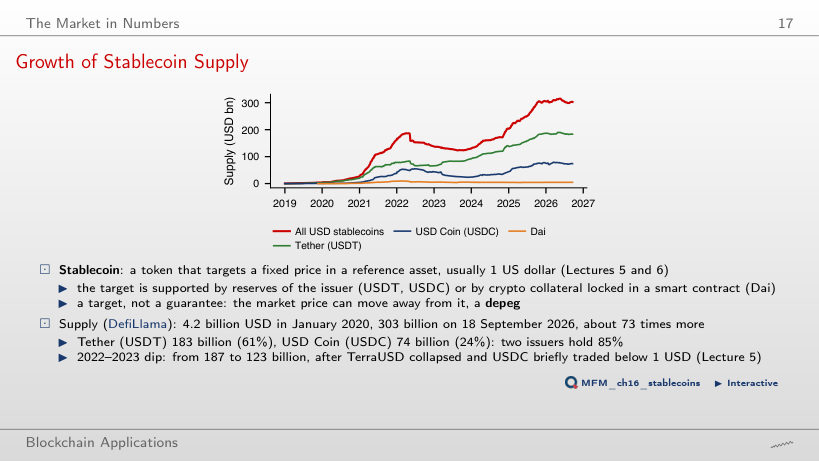 The Market in Numbers 17
Growth of Stablecoin Supply
Supply (USD bn)
300
200
100
0
2019 2020 2021 2022 2023 2024 2025 2026 2027
All USD stablecoins USD Coin (USDC) Dai
Tether (USDT)
Stablecoin: a token that targets a fixed price in a reference asset, usually 1 US dollar (Lectures 5 and 6)
▶ the target is supported by reserves of the issuer (USDT, USDC) or by crypto collateral locked in a smart contract (Dai)
▶ a target, not a guarantee: the market price can move away from it, a depeg
Supply (DefiLlama): 4.2 billion USD in January 2020, 303 billion on 18 September 2026, about 73 times more
▶ Tether (USDT) 183 billion (61%), USD Coin (USDC) 74 billion (24%): two issuers hold 85%
▶ 2022–2023 dip: from 187 to 123 billion, after TerraUSD collapsed and USDC briefly traded below 1 USD (Lecture 5)
MFM_ch16_stablecoins ▶ Interactive
Blockchain Applications